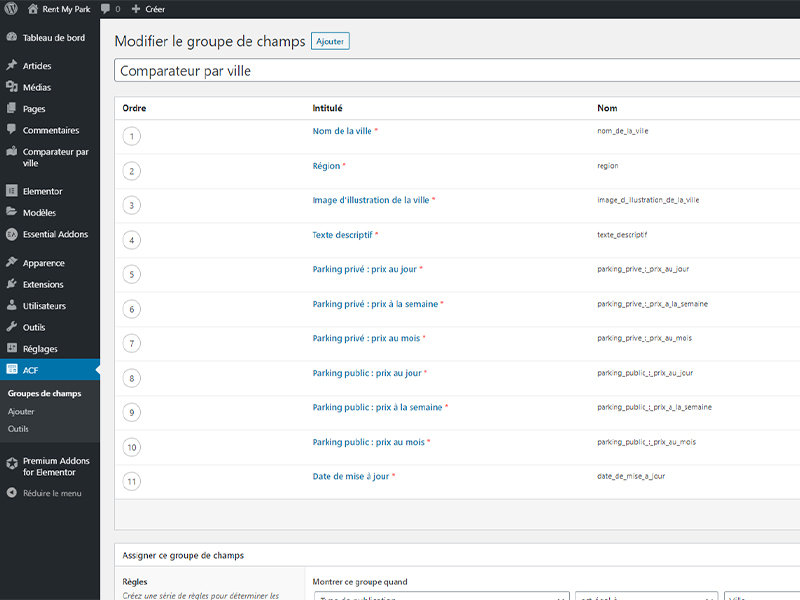 Rent My Park 0 Créer
Tableau de bord
Articles
Médias
Pages
Commentaires
Comparateur par
ville
Elementor
Modèles
Essential Addons
Apparence
Extensions
Utilisateurs
Outils
Réglages
ACF
Groupes de champs
Ajouter
Outils
Premium Addons
for Elementor
Réduire le menu
Modifier le groupe de champs Ajouter
Comparateur par ville
Ordre Intitulé Nom
1 Nom de la ville * nom_de_la_ville
2 Région * region
3 Image d'illustration de la ville * image_d_illustration_de_la_ville
4 Texte descriptif * texte_descriptif
5 Parking privé : prix au jour * parking_prive_:_prix_au_jour
6 Parking privé : prix à la semaine * parking_prive_:_prix_a_la_semaine
7 Parking privé : prix au mois * parking_prive_:_prix_au_mois
8 Parking public : prix au jour * parking_public_:_prix_au_jour
9 Parking public : prix à la semaine * parking_public_:_prix_a_la_semaine
10 Parking public : prix au mois * parking_public_:_prix_au_mois
11 Date de mise à jour * date_de_mise_a_jour
Assigner ce groupe de champs
Règles Montrer ce groupe quand
Créez une série de règles pour déterminer les
Type de publication est égal à Ville